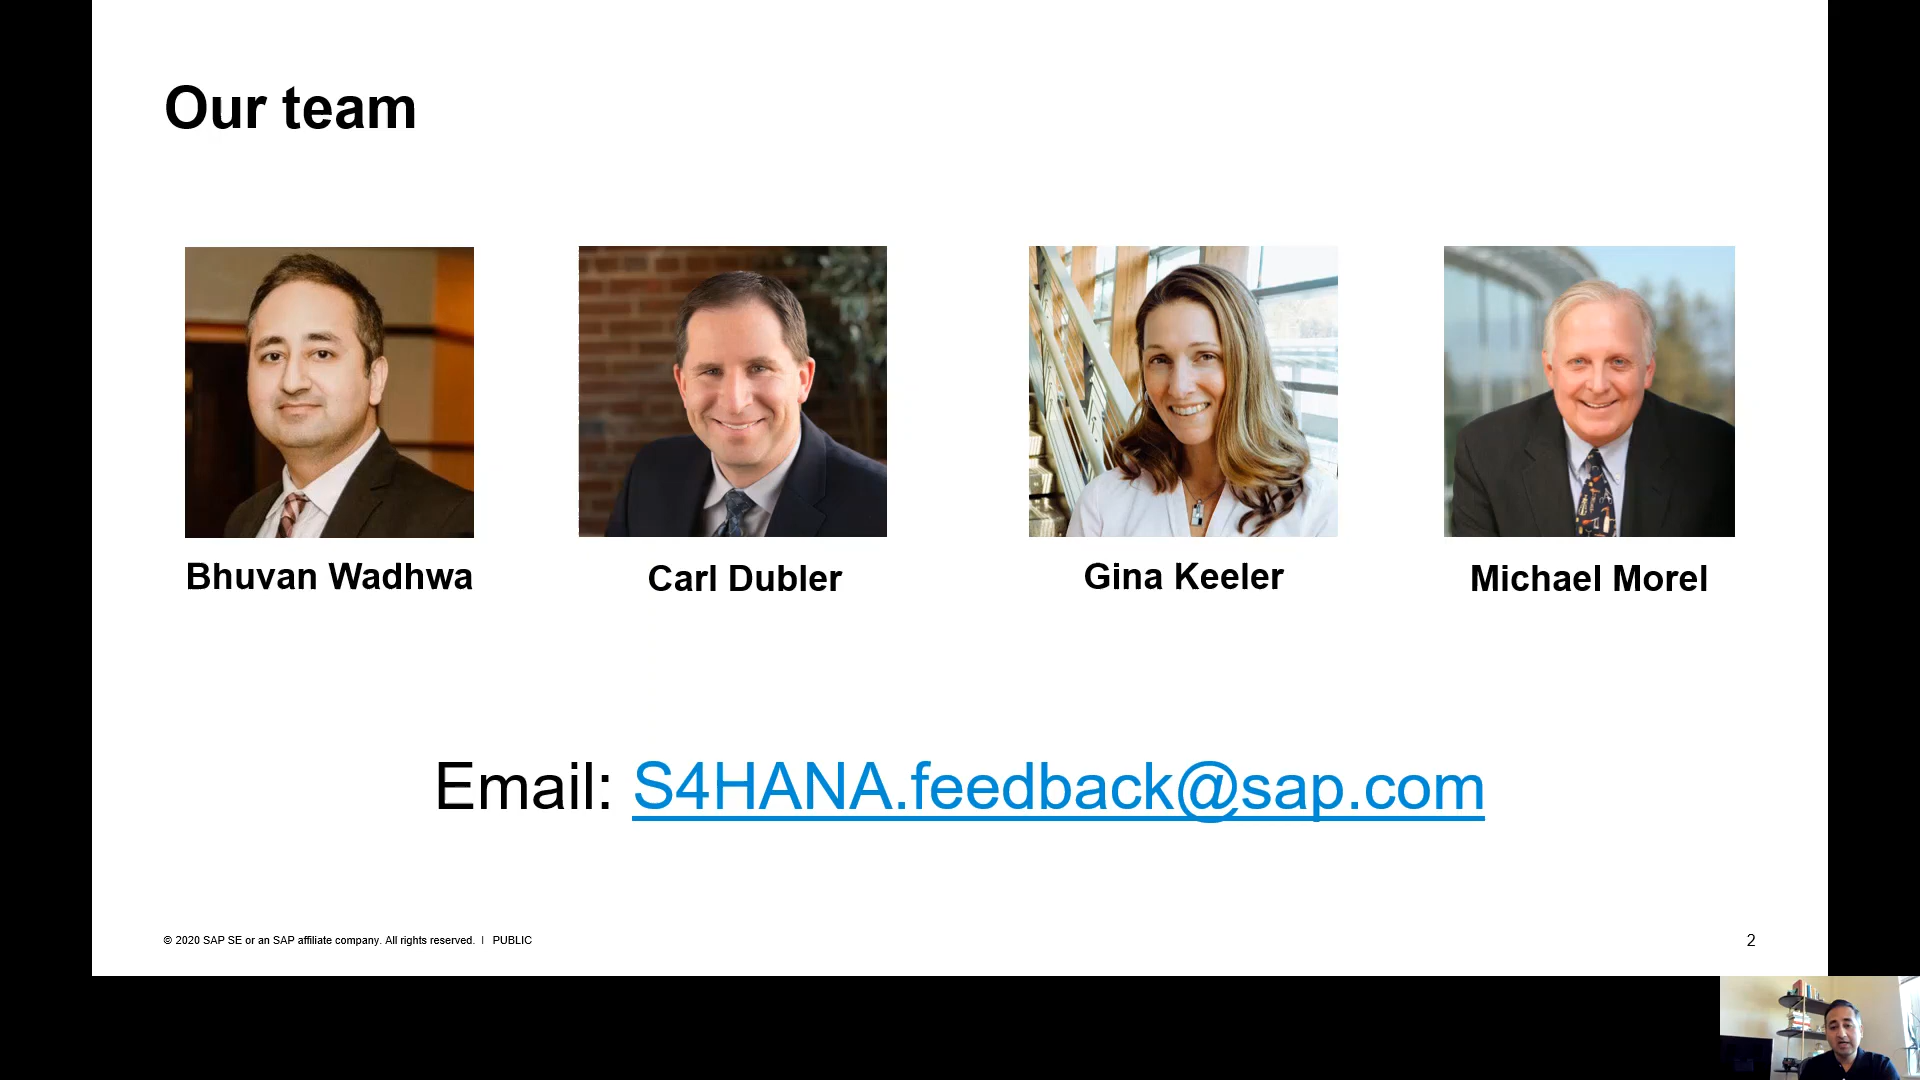 Our team
Bhuvan Wadhwa
Carl Dubler
Gina Keeler
Michael Morel
Email: S4HANA.feedback@sap.com
© 2020 SAP SE or an SAP affiliate company. All rights reserved. | PUBLIC
2